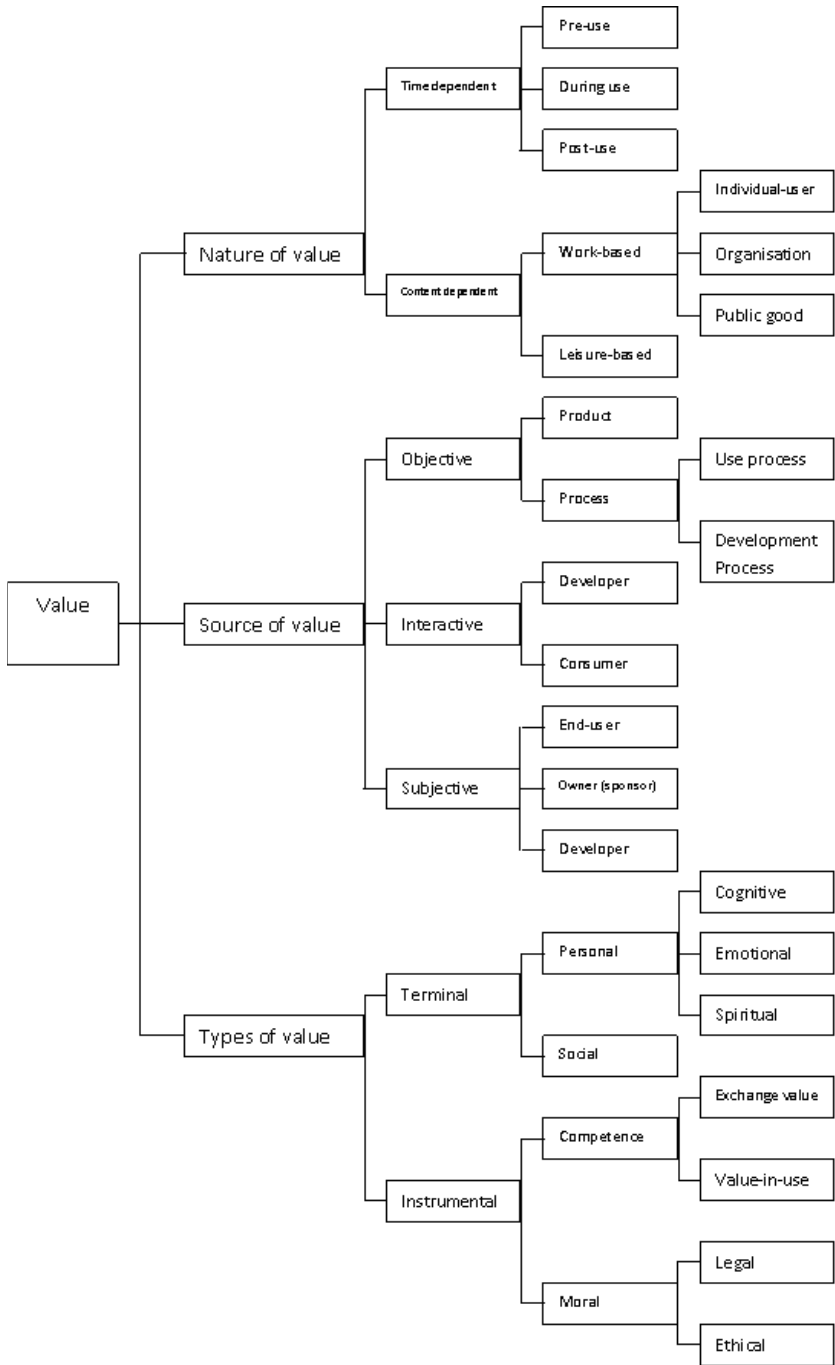 Value
Nature of value
Time dependent
Pre-use
During use
Post-use
Content dependent
Work-based
Individual-user
Organisation
Public good
Leisure-based
Source of value
Objective
Product
Process
Use process
Development
Process
Interactive
Developer
Consumer
Subjective
End-user
Owner (sponsor)
Developer
Types of value
Terminal
Personal
Cognitive
Emotional
Spiritual
Social
Instrumental
Competence
Exchange value
Value-in-use
Moral
Legal
Ethical